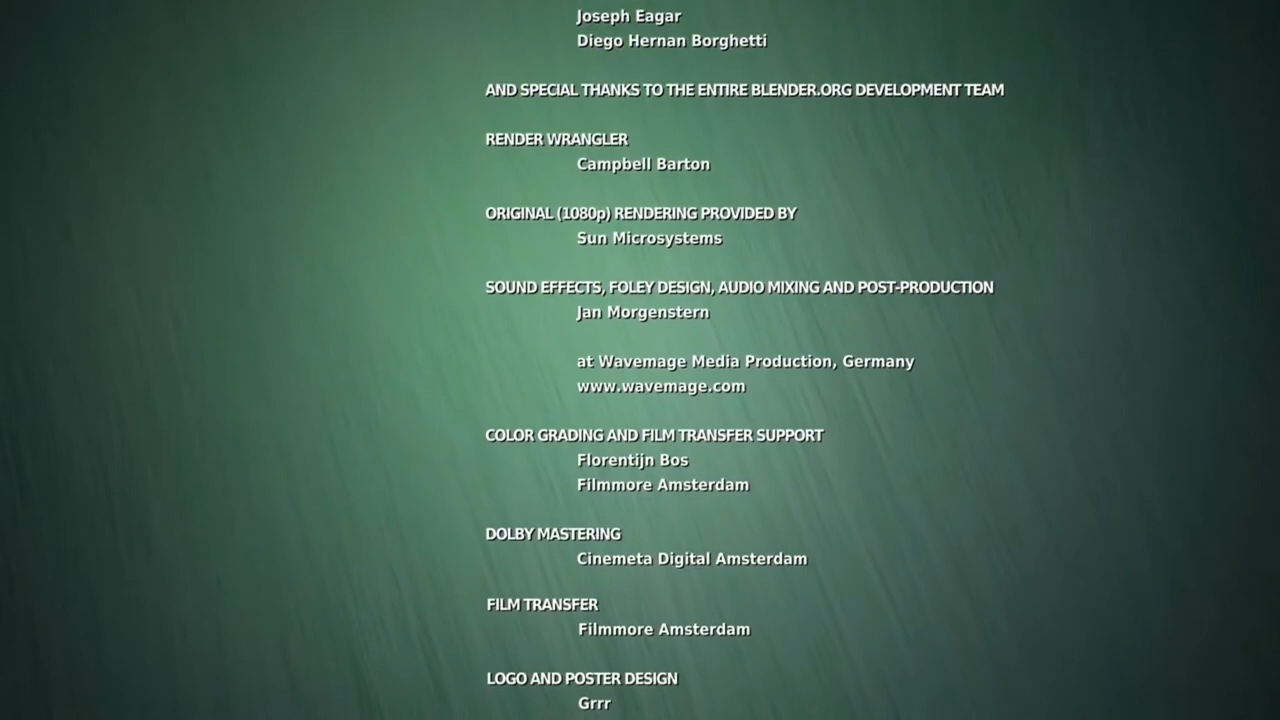 Joseph Eagar
Diego Hernan Borghetti
AND SPECIAL THANKS TO THE ENTIRE BLENDER.ORG DEVELOPMENT TEAM
RENDER WRANGLER
Campbell Barton
ORIGINAL (1080p) RENDERING PROVIDED BY
Sun Microsystems
SOUND EFFECTS, FOLEY DESIGN, AUDIO MIXING AND POST-PRODUCTION
Jan Morgenstern
at Wavemage Media Production, Germany
www.wavemage.com
COLOR GRADING AND FILM TRANSFER SUPPORT
Florentijn Bos
Filmmore Amsterdam
DOLBY MASTERING
Cinemeta Digital Amsterdam
FILM TRANSFER
Filmmore Amsterdam
LOGO AND POSTER DESIGN
Grrr